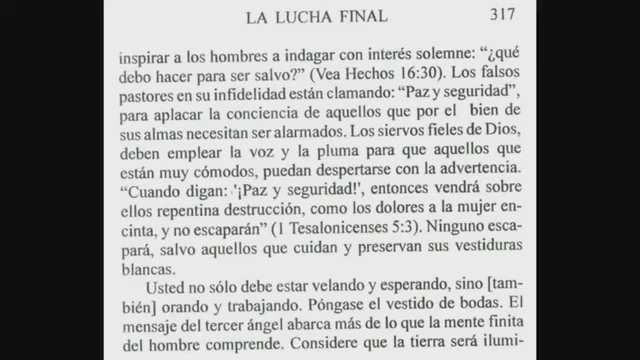 LA LUCHA FINAL 317
inspirar a los hombres a indagar con interés solemne: “¿qué
debo hacer para ser salvo?” (Vea Hechos 16:30). Los falsos
pastores en su infidelidad están clamando: “Paz y seguridad”,
para aplacar la conciencia de aquellos que por el bien de
sus almas necesitan ser alarmados. Los siervos fieles de Dios,
deben emplear la voz y la pluma para que aquellos que
están muy cómodos, puedan despertarse con la advertencia.
“Cuando digan: '¡Paz y seguridad!', entonces vendrá sobre
ellos repentina destrucción, como los dolores a la mujer en-
cinta, y no escaparán” (1 Tesalonicenses 5:3). Ninguno esca-
pará, salvo aquellos que cuidan y preservan sus vestiduras
blancas.
Usted no sólo debe estar velando y esperando, sino [tam-
bién] orando y trabajando. Póngase el vestido de bodas. El
mensaje del tercer ángel abarca más de lo que la mente finita
del hombre comprende. Considere que la tierra será ilumi-